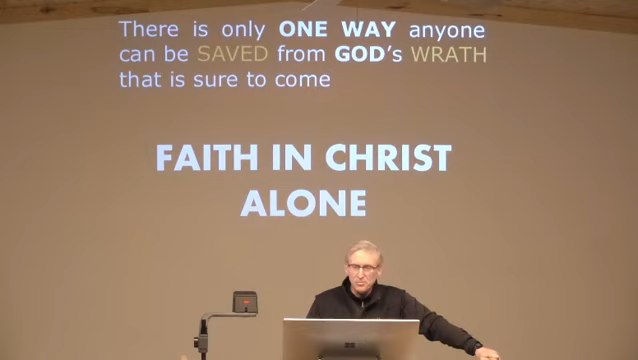 There is only ONE WAY anyone
can be SAVED from GOD's WRATH
that is sure to come
FAITH IN CHRIST
ALONE